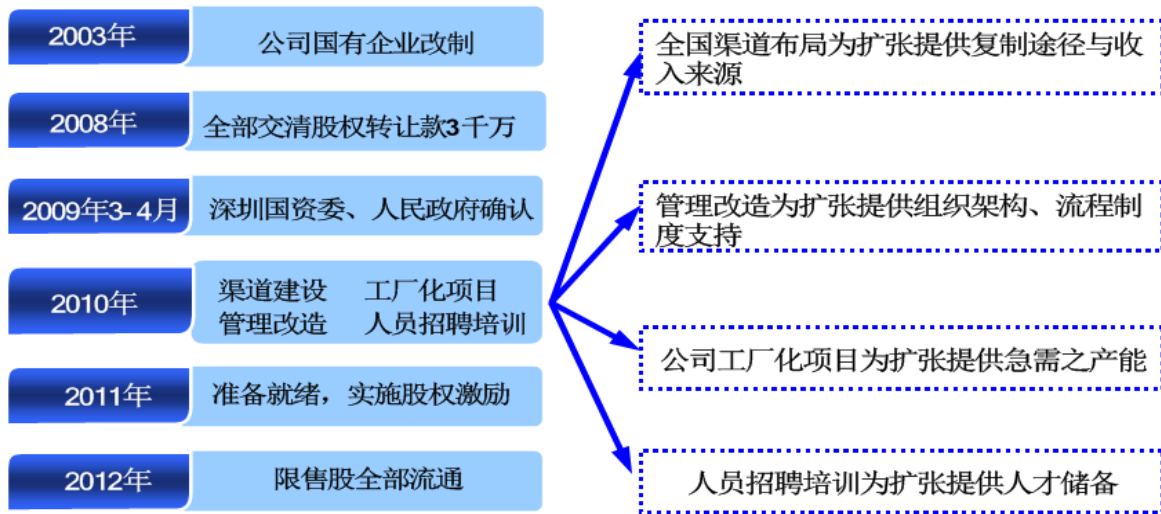 2003年
公司国有企业改制
2008年
全部交清股权转让款3千万
2009年3-4月
深圳国资委、人民政府确认
2010年
渠道建设 工厂化项目
管理改造 人员招聘培训
2011年
准备就绪，实施股权激励
2012年
限售股全部流通
全国渠道布局为扩张提供复制途径与收
入来源
管理改造为扩张提供组织架构、流程制
度支持
公司工厂化项目为扩张提供急需之产能
人员招聘培训为扩张提供人才储备